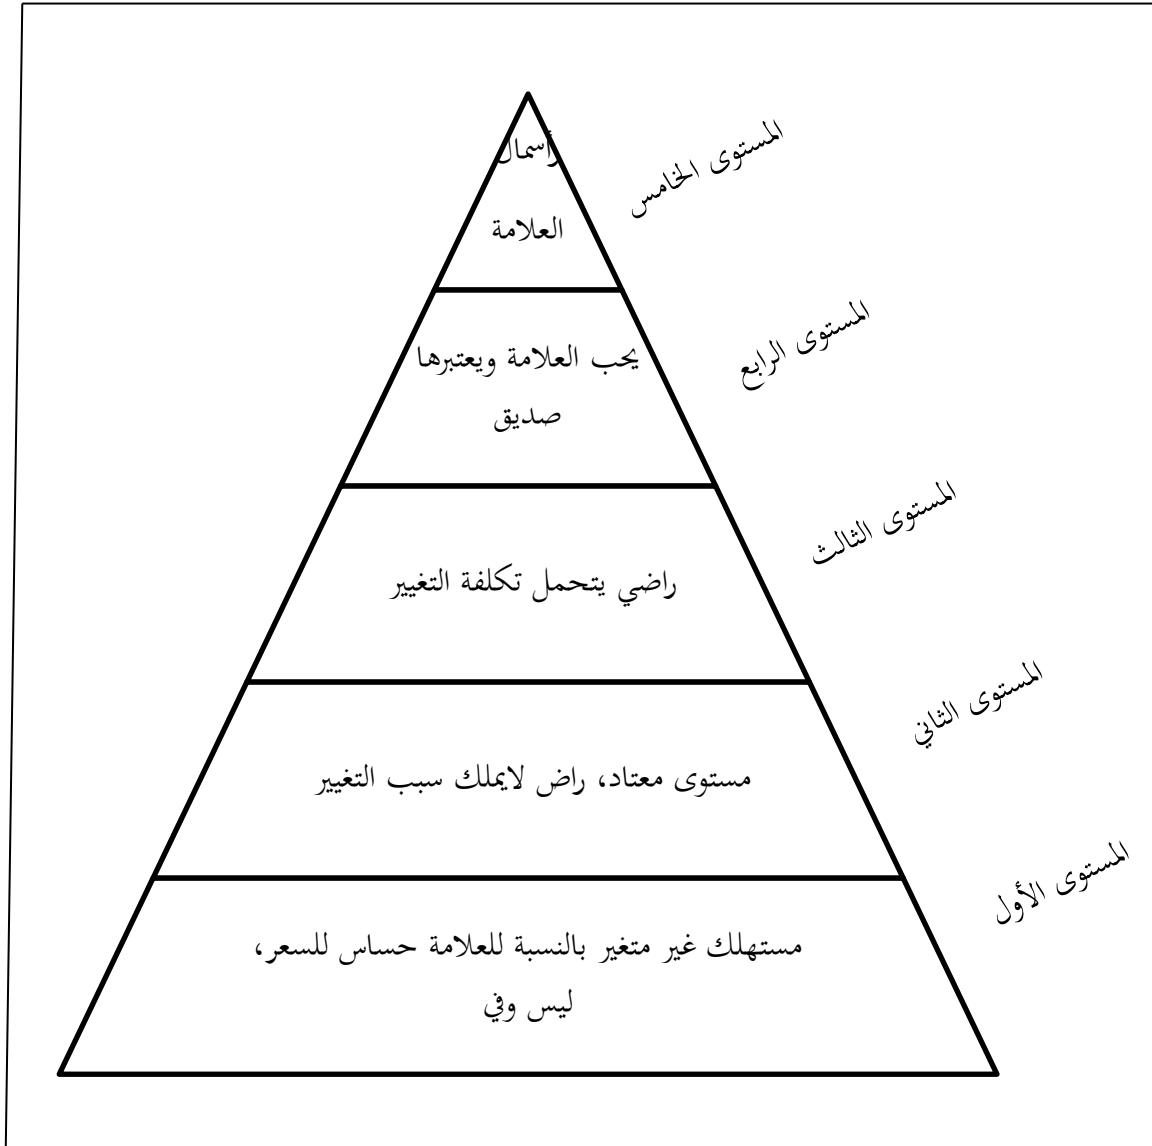 المستوى الخامس
رأسمال
العلامة
المستوى الرابع
يحب العلامة ويعتبرها
صديق
المستوى الثالث
راضي يتحمل تكلفة التغيير
المستوى الثاني
مستوى معتاد، راض لايملك سبب التغيير
المستوى الأول
مستهلك غير متغير بالنسبة للعلامة حساس للسعر،
ليس وفي